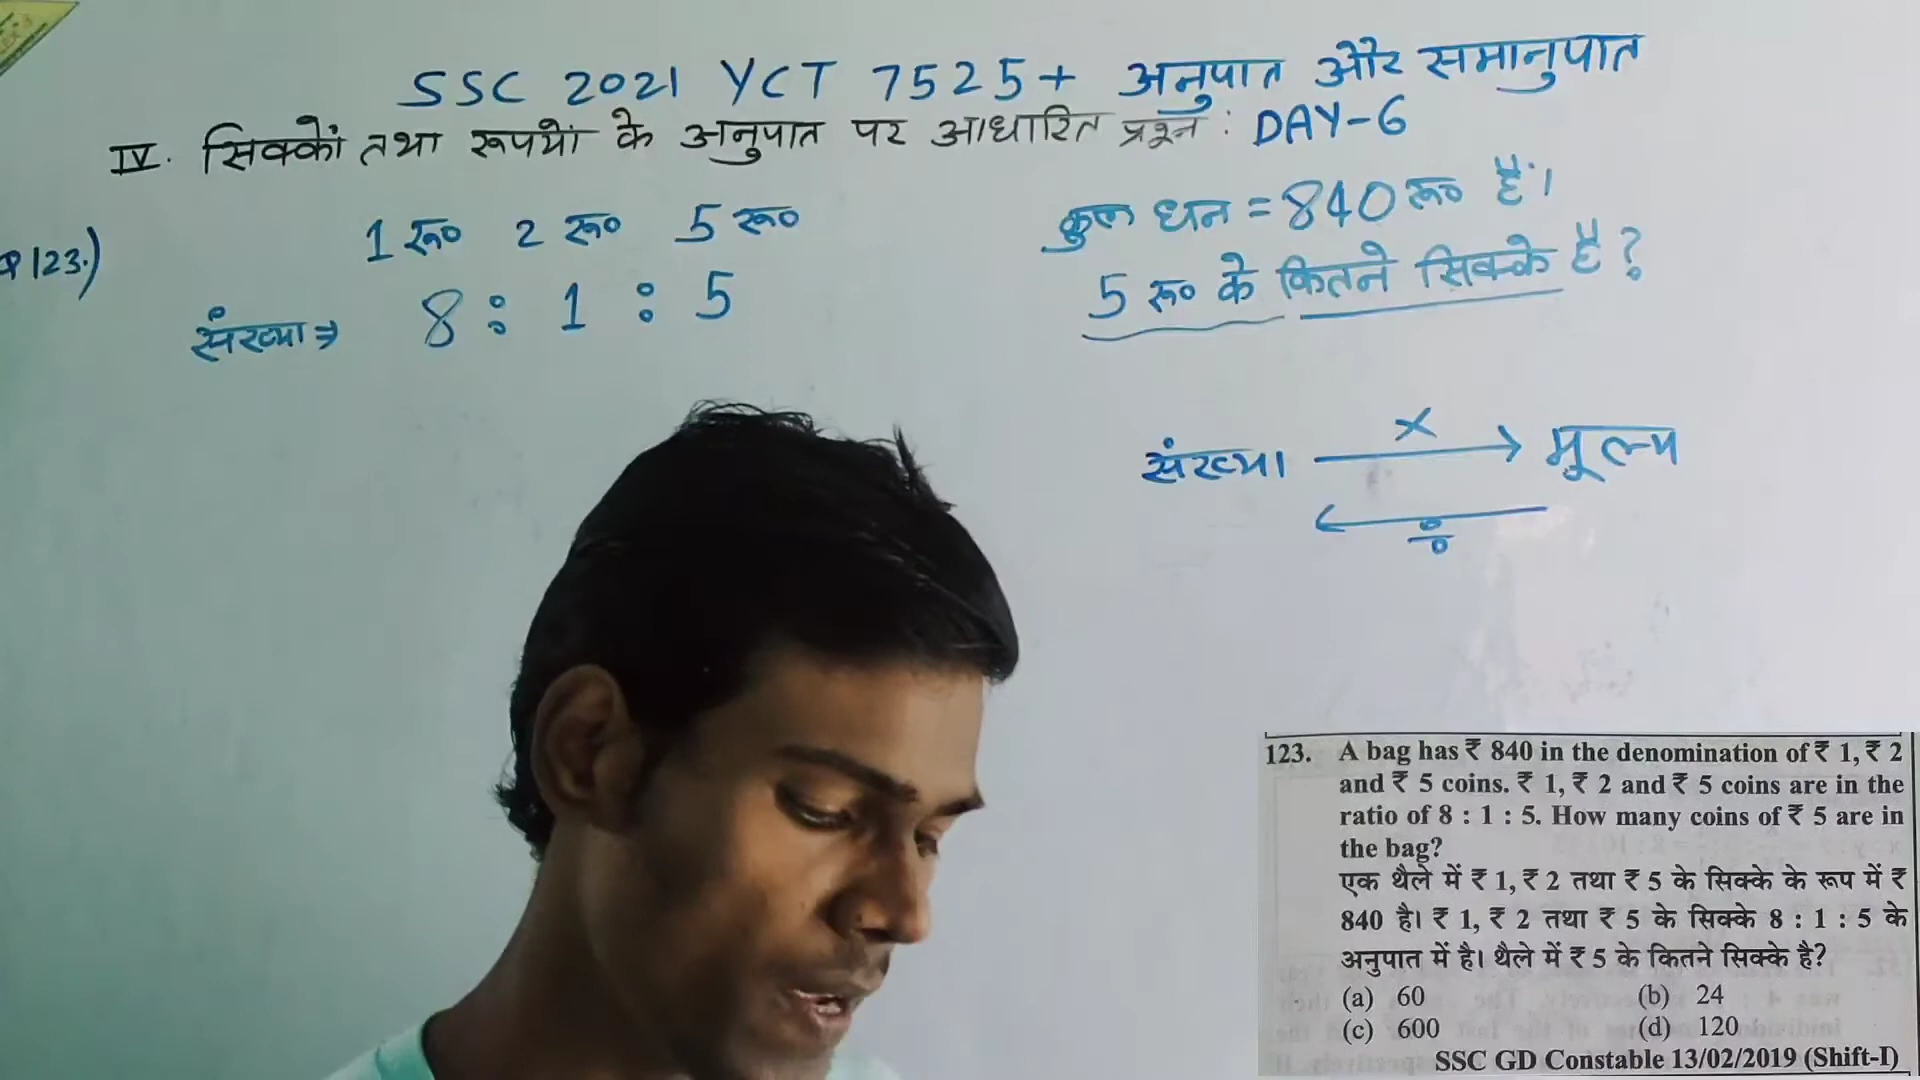 SSC 2021 YCT 7525+ अनुपात और समानुपात
IV. सिक्कों तथा रूपयों के अनुपात पर आधारित प्रश्न : DAY-6
123.)
1 रू० 2 रू० 5 रू०
संख्या ⇒ 8 : 1 : 5
कुल धन = 840 रू० है।
5 रू० के कितने सिक्के है ?
संख्या × → मूल्य
← ÷
123. A bag has ₹ 840 in the denomination of ₹ 1, ₹ 2
and ₹ 5 coins. ₹ 1, ₹ 2 and ₹ 5 coins are in the
ratio of 8 : 1 : 5. How many coins of ₹ 5 are in
the bag?
एक थैले में ₹ 1, ₹ 2 तथा ₹ 5 के सिक्के के रूप में ₹
840 है। ₹ 1, ₹ 2 तथा ₹ 5 के सिक्के 8 : 1 : 5 के
अनुपात में है। थैले में ₹ 5 के कितने सिक्के है?
(a) 60 (b) 24
(c) 600 (d) 120
SSC GD Constable 13/02/2019 (Shift-I)